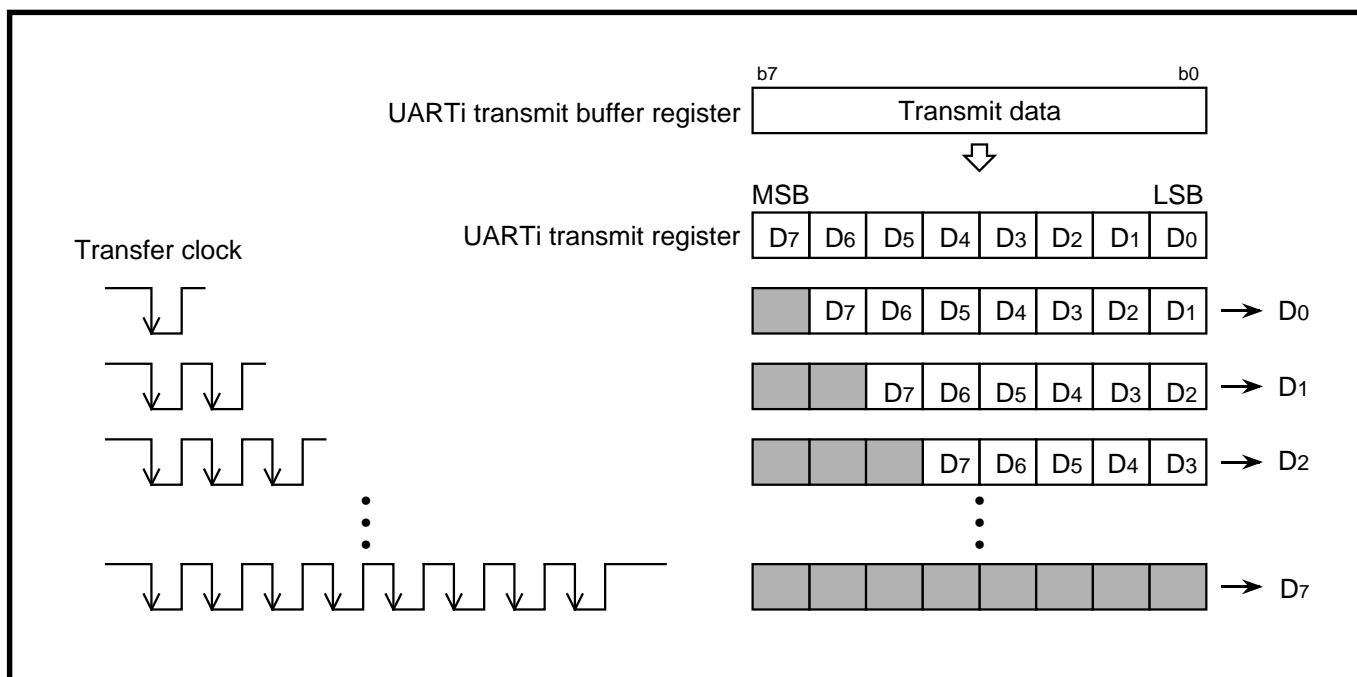 b7 b0
UARTi transmit buffer register Transmit data
MSB LSB
UARTi transmit register D7 D6 D5 D4 D3 D2 D1 D0
Transfer clock
D7 D6 D5 D4 D3 D2 D1 D0
D7 D6 D5 D4 D3 D2 D1
D7 D6 D5 D4 D3 D2
D7